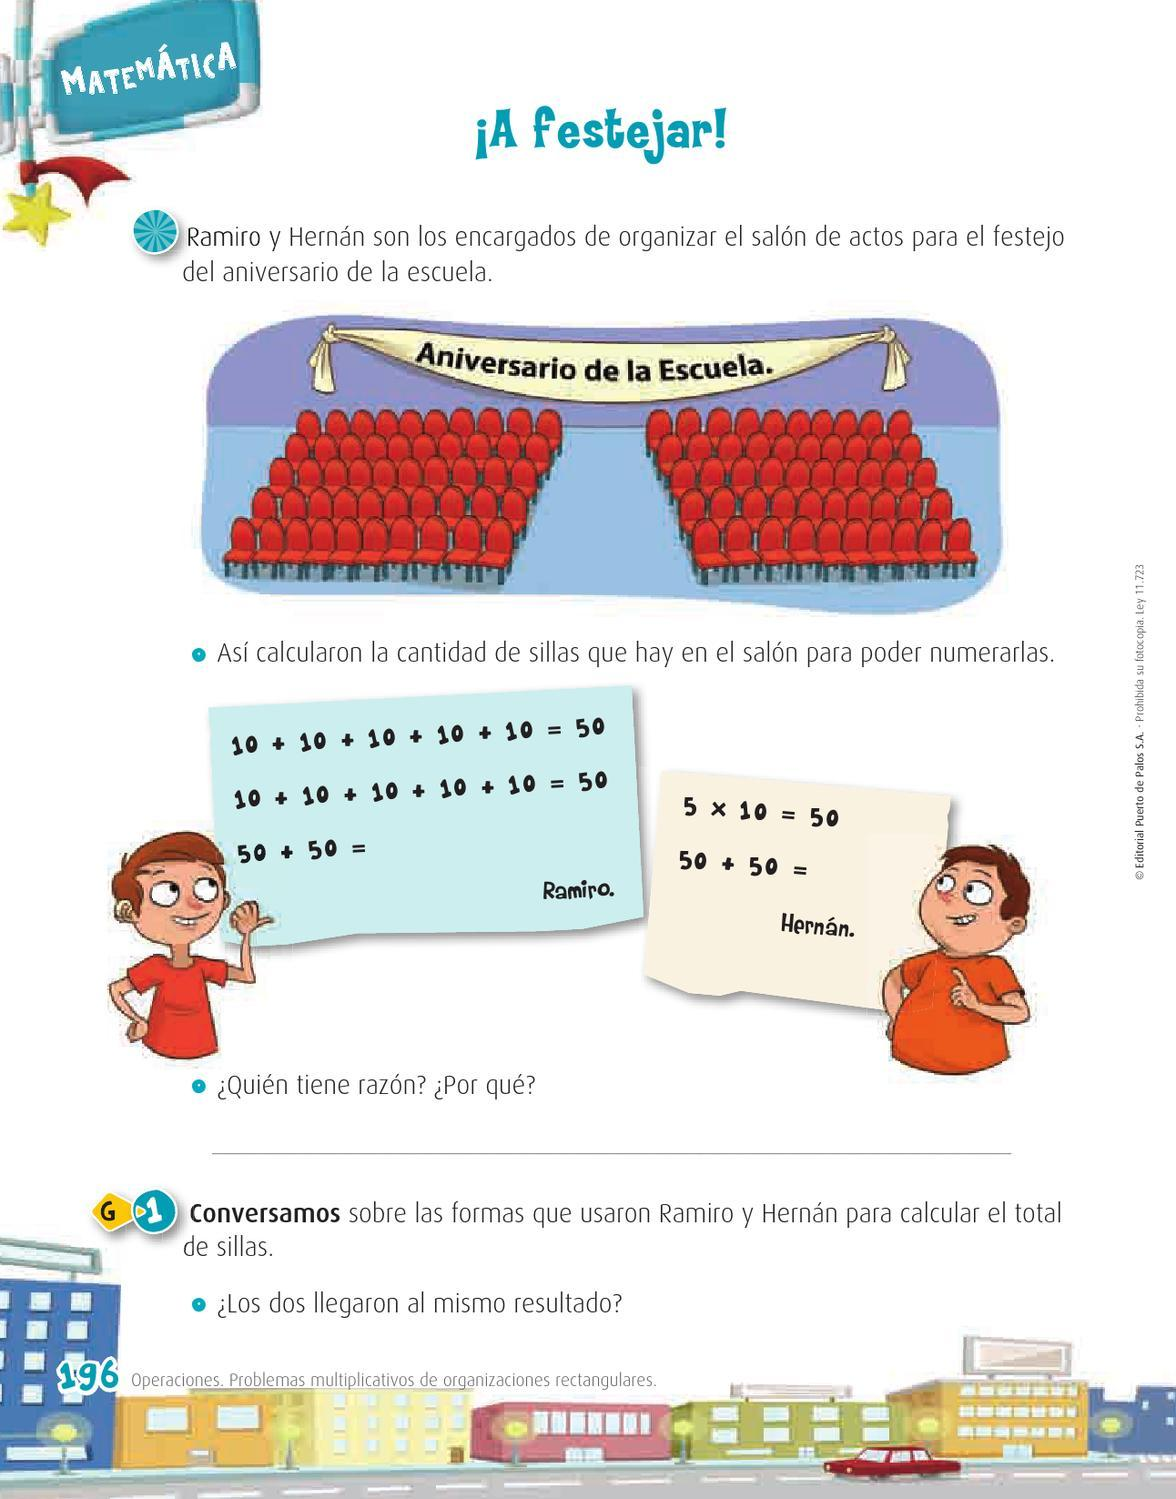 MATEMÁTICA
¡A festejar!
Ramiro y Hernán son los encargados de organizar el salón de actos para el festejo
del aniversario de la escuela.
Aniversario de la Escuela.
Así calcularon la cantidad de sillas que hay en el salón para poder numerarlas.
10 + 10 + 10 + 10 + 10 = 50
10 + 10 + 10 + 10 + 10 = 50
50 + 50 =
Ramiro.
5 × 10 = 50
50 + 50 =
Hernán.
¿Quién tiene razón? ¿Por qué?
G 1 Conversamos sobre las formas que usaron Ramiro y Hernán para calcular el total
de sillas.
¿Los dos llegaron al mismo resultado?
196 Operaciones. Problemas multiplicativos de organizaciones rectangulares.
© Editorial Puerto de Palos S.A. - Prohibida su fotocopia. Ley 11.723